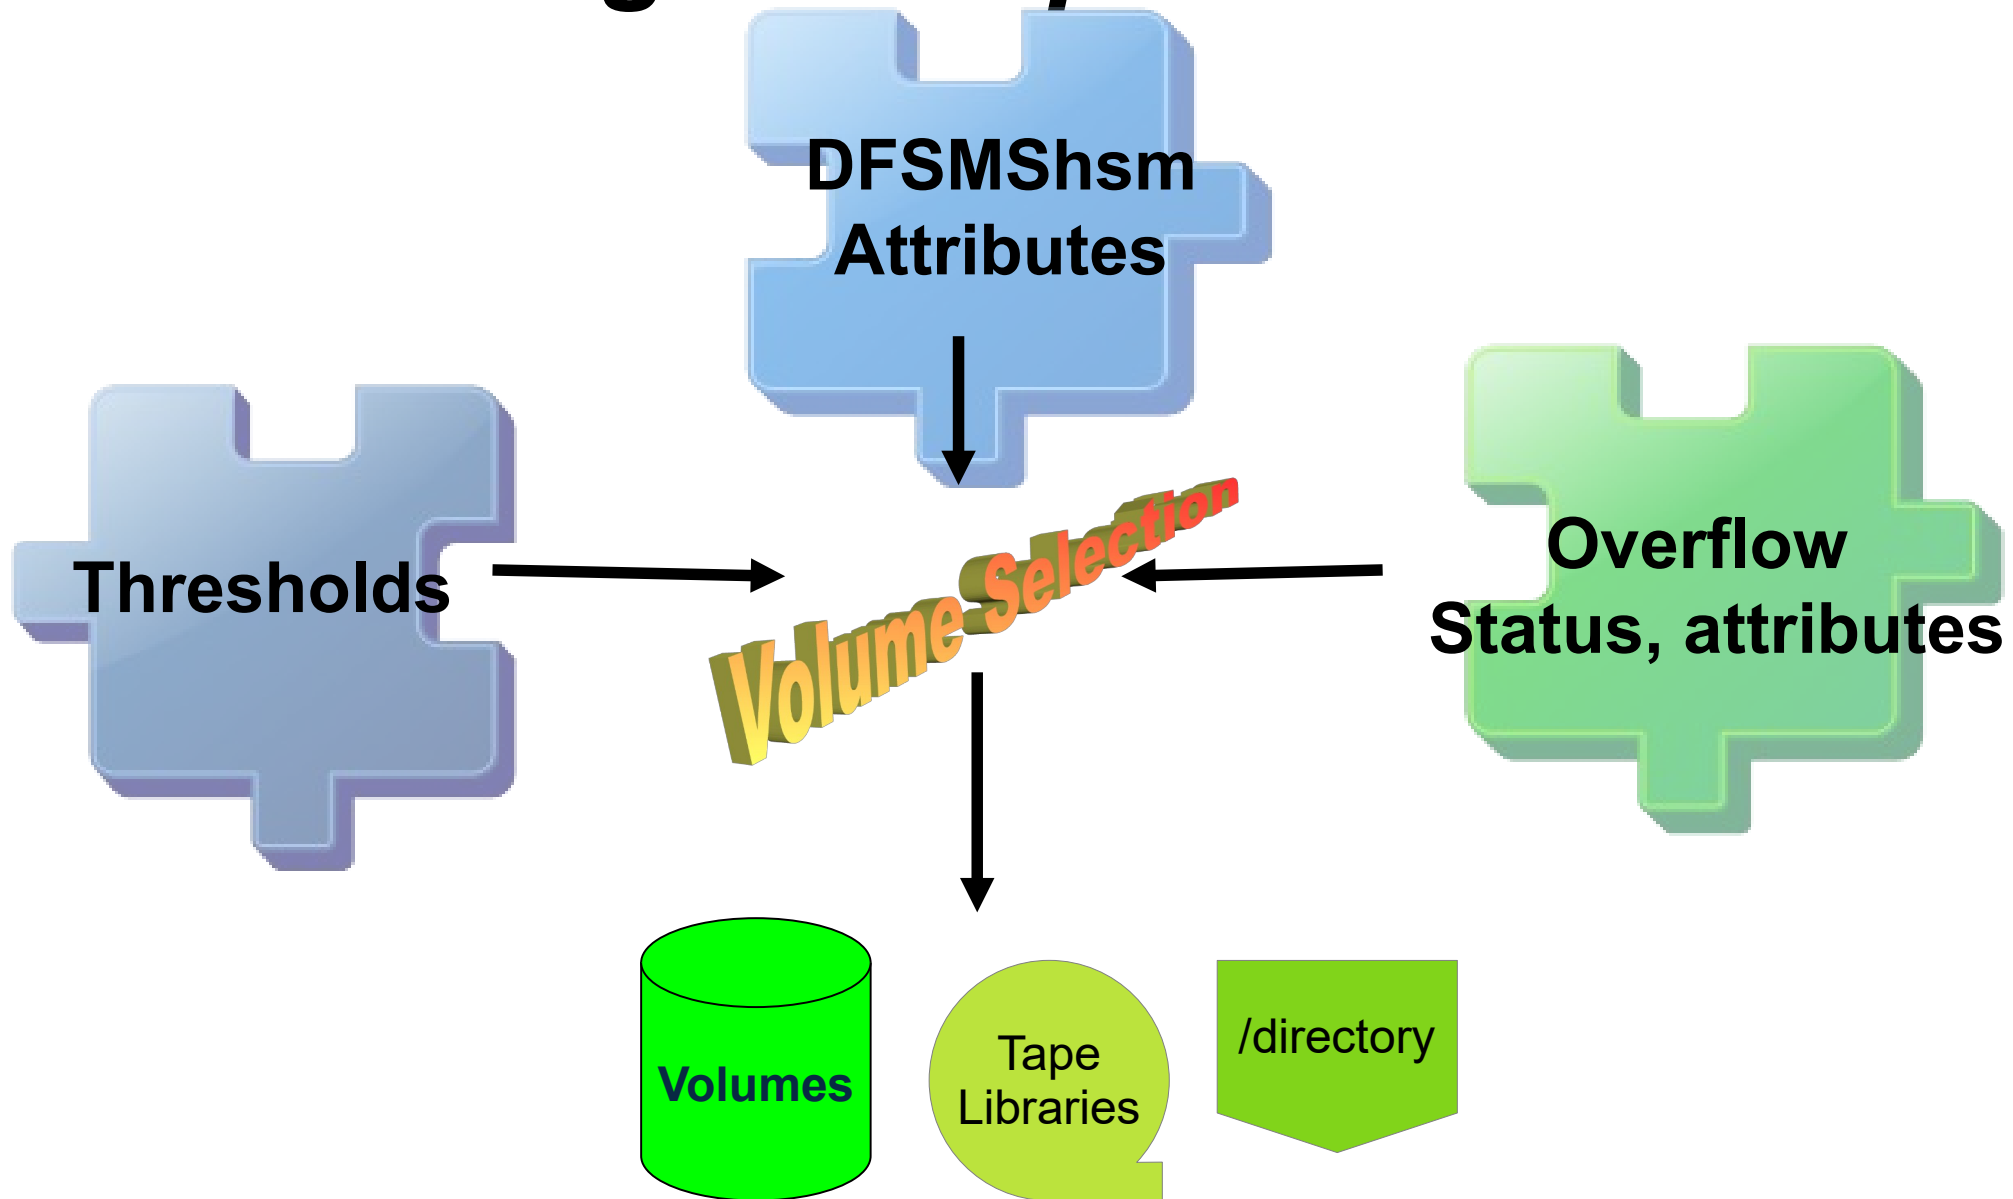 DFSMShsm
Attributes
Thresholds
Overflow
Status, attributes
Volume Selection
Volumes
Tape
Libraries
/directory